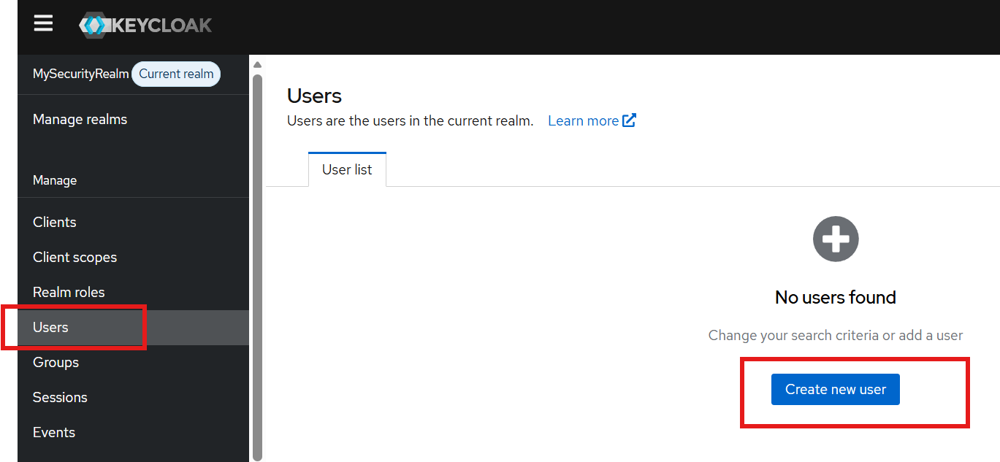 KEYCLOAK
MySecurityRealm Current realm
Manage realms
Manage
Clients
Client scopes
Realm roles
Users
Groups
Sessions
Events
Users
Users are the users in the current realm. Learn more
User list
No users found
Change your search criteria or add a user
Create new user